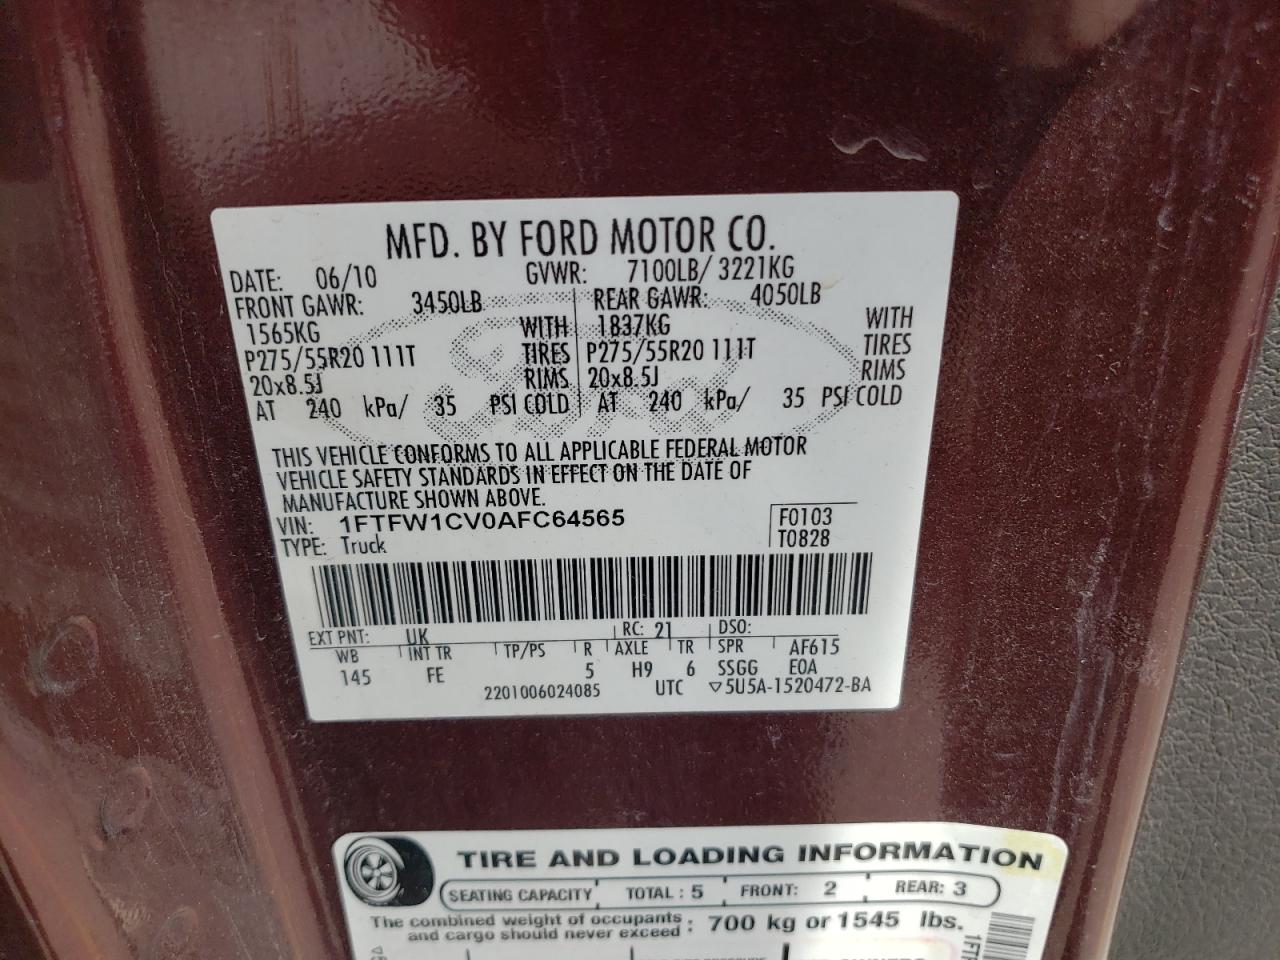 MFD. BY FORD MOTOR CO.
DATE: 06/10 GVWR: 7100LB/ 3221KG
FRONT GAWR: 3450LB REAR GAWR: 4050LB
1565KG WITH 1837KG WITH
P275/55R20 111T TIRES P275/55R20 111T TIRES
20x8.5J RIMS 20x8.5J RIMS
AT 240 kPa/ 35 PSI COLD AT 240 kPa/ 35 PSI COLD
THIS VEHICLE CONFORMS TO ALL APPLICABLE FEDERAL MOTOR
VEHICLE SAFETY STANDARDS IN EFFECT ON THE DATE OF
MANUFACTURE SHOWN ABOVE.
VIN: 1FTFW1CV0AFC64565 F0103
TYPE: Truck T0828
EXT PNT: UK RC: 21 DSO:
WB INT TR TP/PS R AXLE TR SPR AF615
145 FE 5 H9 6 SSGG E0A
2201006024085 UTC ▽5U5A-1520472-BA
TIRE AND LOADING INFORMATION
SEATING CAPACITY TOTAL : 5 FRONT: 2 REAR: 3
The combined weight of occupants
and cargo should never exceed : 700 kg or 1545 lbs.